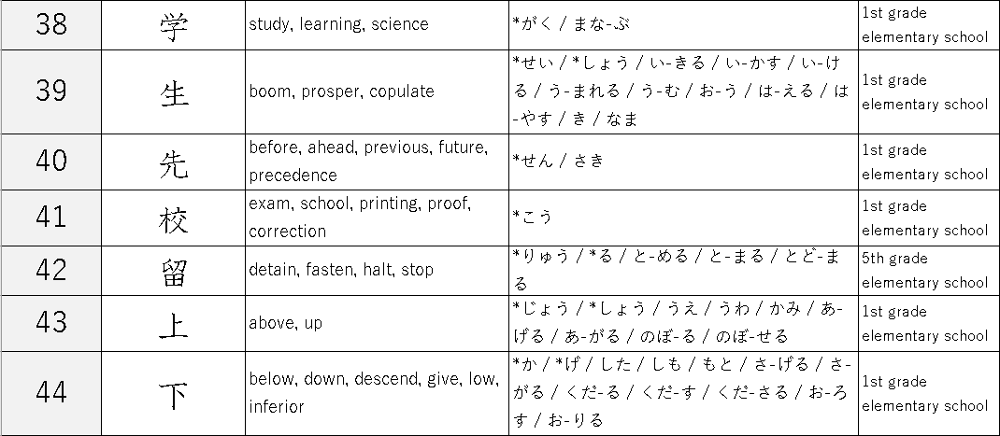 38 学 study, learning, science *がく / まな-ぶ 1st grade
elementary school
39 生 boom, prosper, copulate *せい / *しょう / い-きる / い-かす / い-け
る / う-まれる / う-む / お-う / は-える / は
-やす / き / なま 1st grade
elementary school
40 先 before, ahead, previous, future,
precedence *せん / さき 1st grade
elementary school
41 校 exam, school, printing, proof,
correction *こう 1st grade
elementary school
42 留 detain, fasten, halt, stop *りゅう / *る / と-める / と-まる / とど-ま
る 5th grade
elementary school
43 上 above, up *じょう / *しょう / うえ / うわ / かみ / あ-
げる / あ-がる / のぼ-る / のぼ-せる 1st grade
elementary school
44 下 below, down, descend, give, low,
inferior *か / *げ / した / しも / もと / さ-げる / さ-
がる / くだ-る / くだ-す / くだ-さる / お-ろ
す / お-りる 1st grade
elementary school